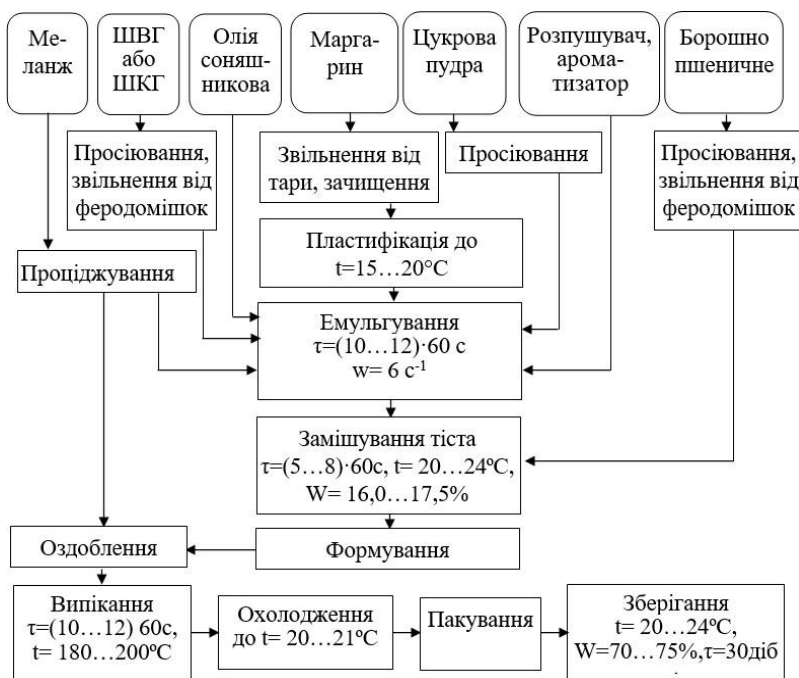 Ме-
ланж
ШВГ
або
ШКГ
Олія
соняш-
никова
Марга-
рин
Цукрова
пудра
Розпушувач,
арома-
тизатор
Борошно
пшеничне
Просіювання,
звільнення від
феродомішок
Звільнення від
тари, зачищення
Просіювання
Просіювання,
звільнення від
феродомішок
Пластифікація до
t=15…20°С
Проціджування
Емульгування
τ=(10…12)·60 с
w= 6 с⁻¹
Замішування тіста
τ=(5…8)·60с, t= 20…24ºС,
W= 16,0…17,5%
Оздоблення
Формування
Випікання
τ=(10…12) 60с,
t= 180…200ºС
Охолодження
до t= 20…21ºС
Пакування
Зберігання
t= 20…24ºС,
W=70…75%,τ=30діб
.